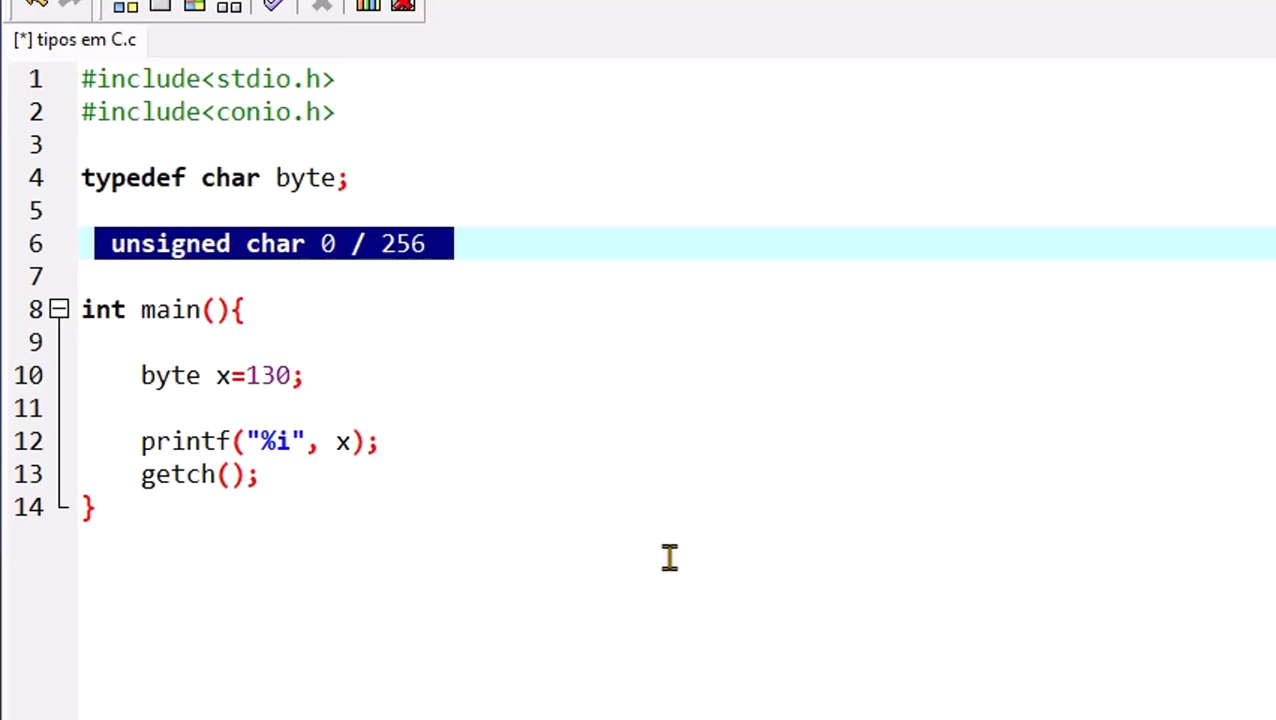 [*] tipos em C.c
1 #include<stdio.h>
2 #include<conio.h>
3
4 typedef char byte;
5
6 unsigned char 0 / 256
7
8 int main(){
9
10 byte x=130;
11
12 printf("%i", x);
13 getch();
14 }